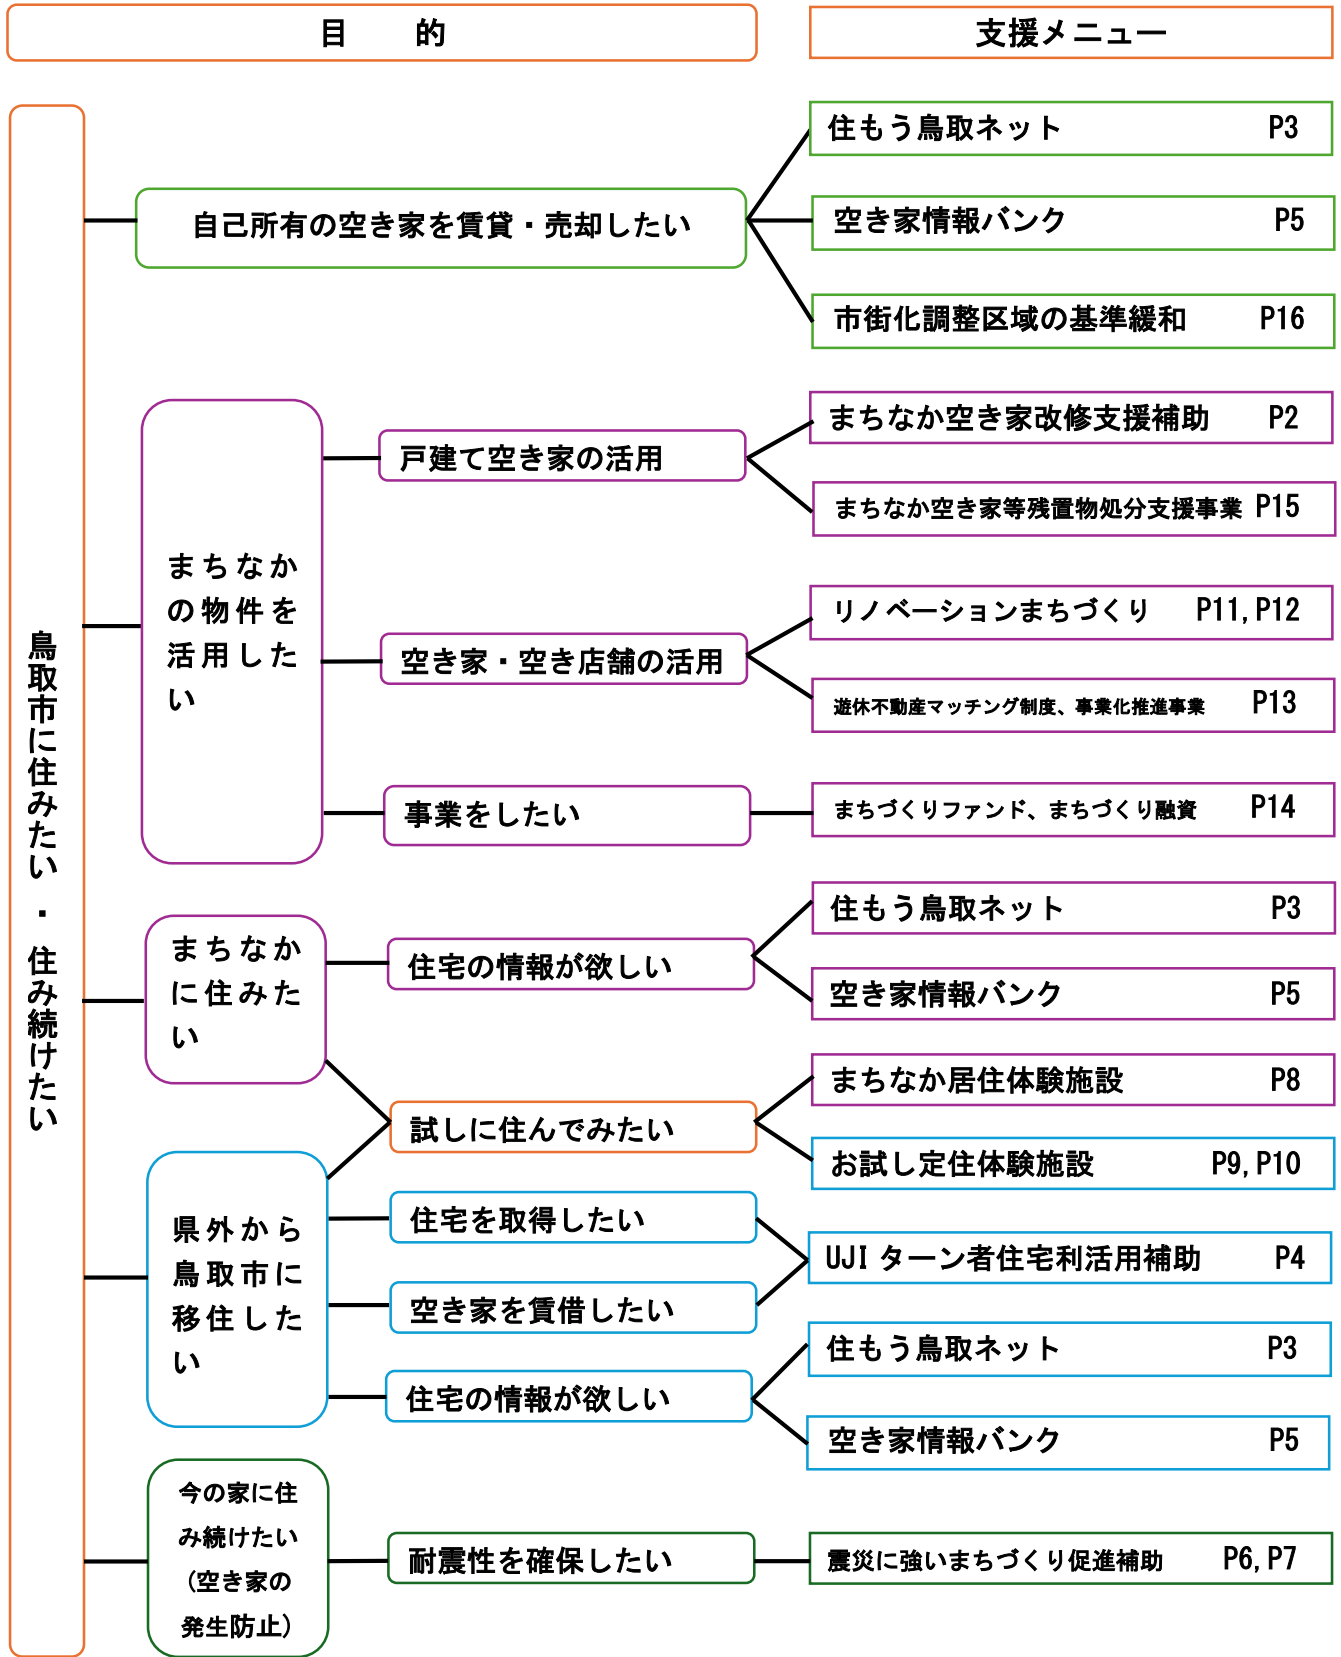 目　　的
支援メニュー
鳥取市に住みたい ・ 住み続けたい
自己所有の空き家を賃貸・売却したい
住もう鳥取ネット P3
空き家情報バンク P5
市街化調整区域の基準緩和 P16
まちなか
の物件を
活用した
い
戸建て空き家の活用
まちなか空き家改修支援補助 P2
まちなか空き家等残置物処分支援事業 P15
空き家・空き店舗の活用
リノベーションまちづくり P11,P12
遊休不動産マッチング制度、事業化推進事業 P13
事業をしたい
まちづくりファンド、まちづくり融資 P14
まちなか
に住みた
い
住宅の情報が欲しい
住もう鳥取ネット P3
空き家情報バンク P5
試しに住んでみたい
まちなか居住体験施設 P8
お試し定住体験施設 P9,P10
県外から
鳥取市に
移住した
い
住宅を取得したい
空き家を賃借したい
UJI ターン者住宅利活用補助 P4
住宅の情報が欲しい
住もう鳥取ネット P3
空き家情報バンク P5
今の家に住
み続けたい
（空き家の
発生防止）
耐震性を確保したい
震災に強いまちづくり促進補助 P6,P7